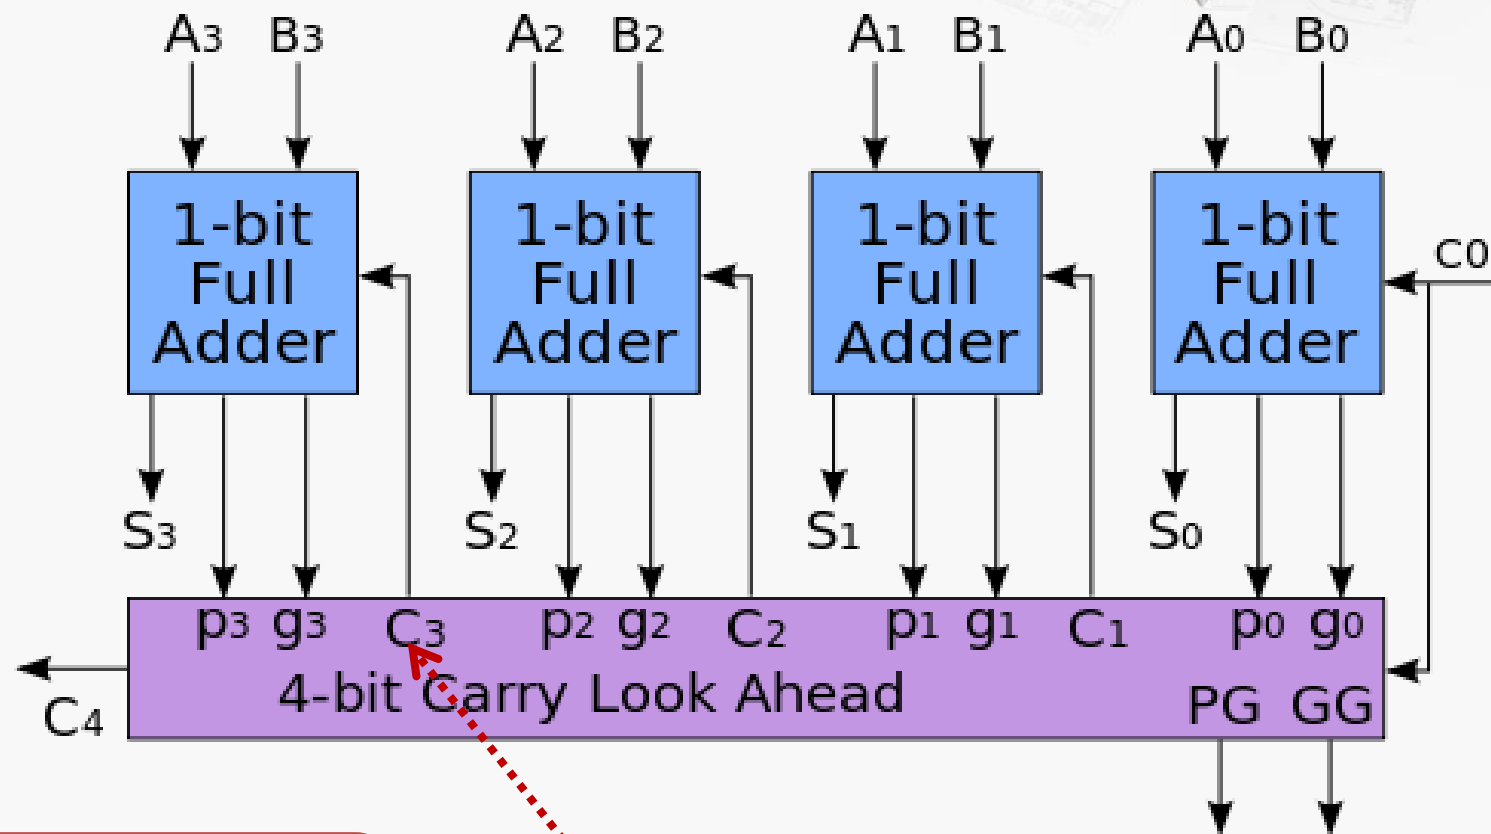 A3 B3 A2 B2 A1 B1 A0 B0
1-bit Full Adder
1-bit Full Adder
1-bit Full Adder
1-bit Full Adder
C0
S3 S2 S1 S0
p3 g3 C3 p2 g2 C2 p1 g1 C1 p0 g0
4-bit Carry Look Ahead
PG GG
C4